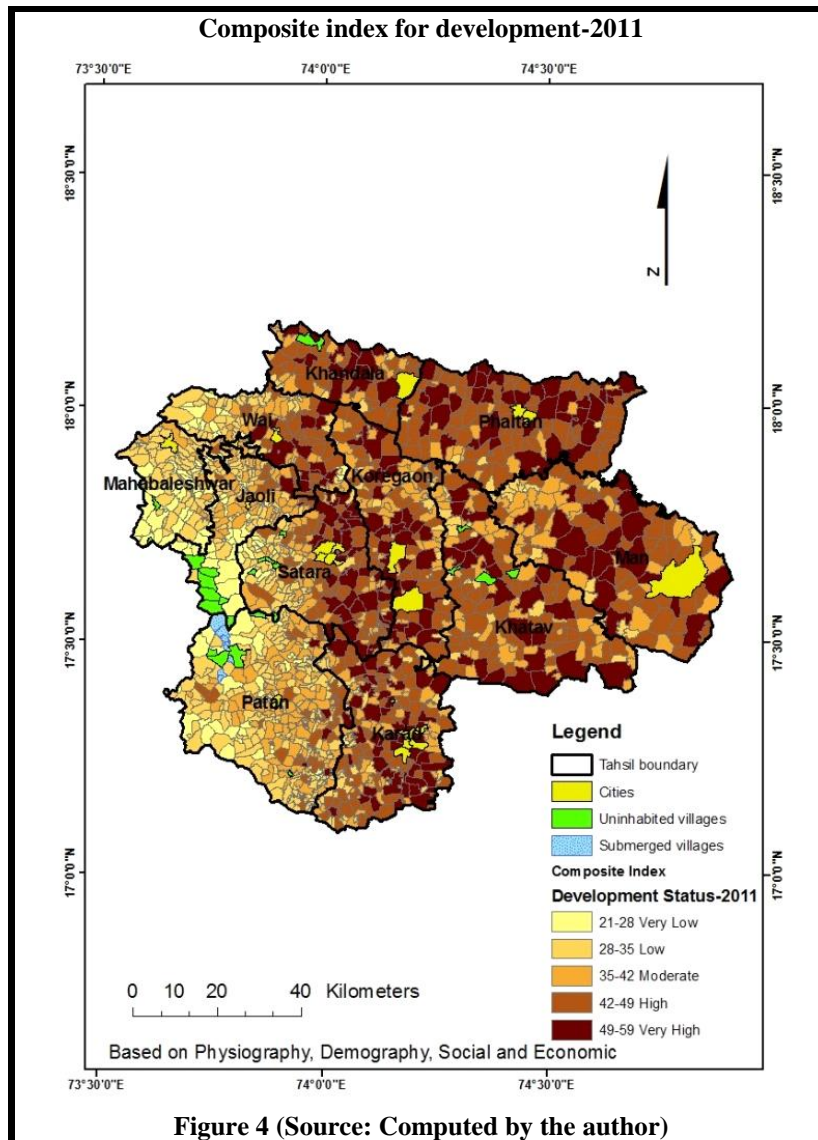 Composite index for development-2011
73°30'0"E 74°0'0"E 74°30'0"E
18°30'0"N 18°30'0"N
N
Khandala
18°0'0"N 18°0'0"N
Wai Phaltan
Mahabaleshwar Koregaon
Jaoli
Satara Man
17°30'0"N Khatav 17°30'0"N
Patan
Karad
Legend
Tahsil boundary
Cities
Uninhabited villages
Submerged villages
17°0'0"N 17°0'0"N
Composite Index
Development Status-2011
21-28 Very Low
28-35 Low
35-42 Moderate
42-49 High
49-59 Very High
0 10 20 40 Kilometers
Based on Physiography, Demography, Social and Economic
73°30'0"E 74°0'0"E 74°30'0"E
Figure 4 (Source: Computed by the author)